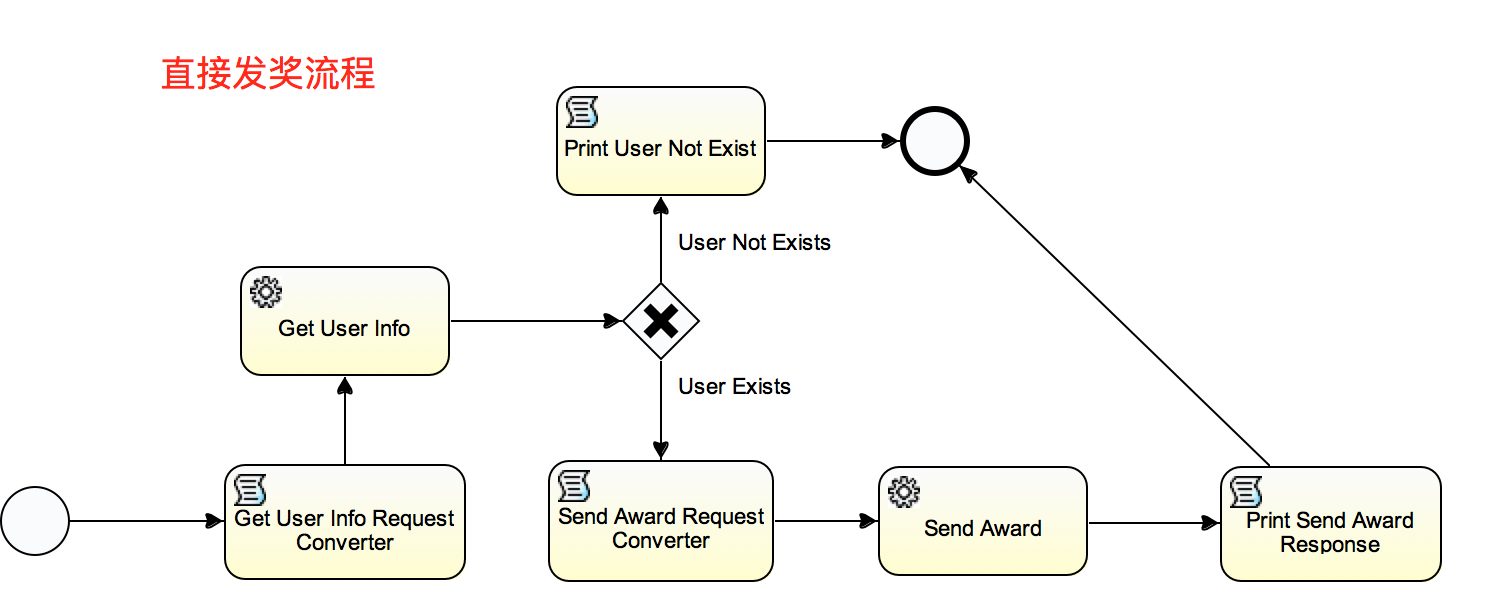 直接发奖流程
Print User Not Exist
User Not Exists
Get User Info
User Exists
Get User Info Request
Converter
Send Award Request
Converter
Send Award
Print Send Award
Response